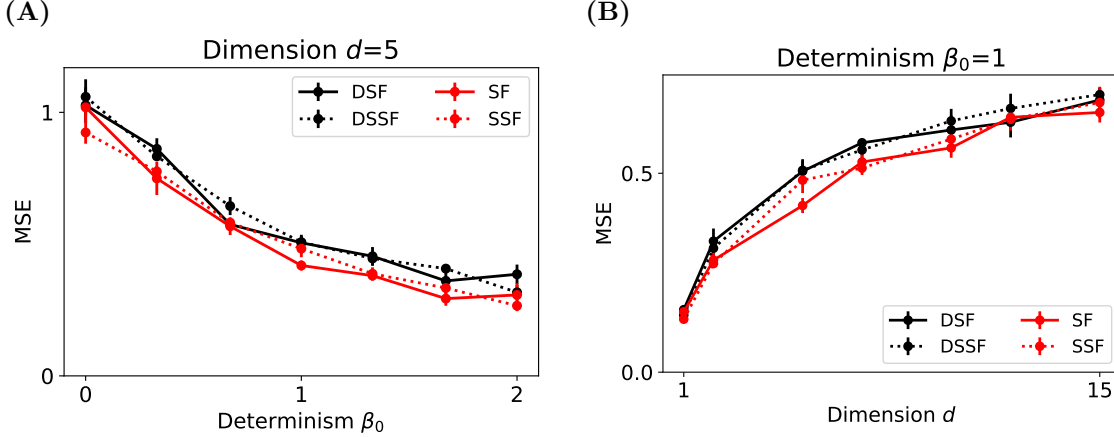 (A)
Dimension d=5
MSE
1
0
DSF
DSSF
SF
SSF
0
1
2
Determinism β₀
(B)
Determinism β₀=1
MSE
0.5
0.0
DSF
DSSF
SF
SSF
1
15
Dimension d